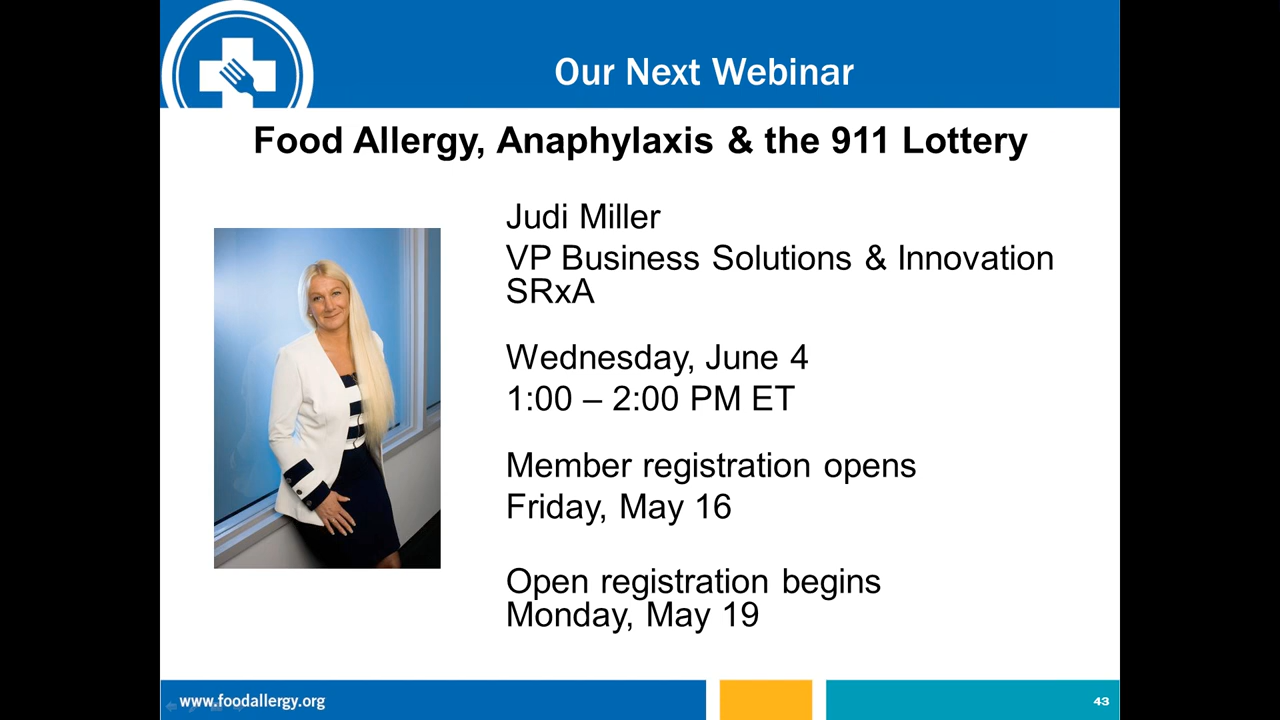 Our Next Webinar
Food Allergy, Anaphylaxis & the 911 Lottery
Judi Miller
VP Business Solutions & Innovation
SRxA
Wednesday, June 4
1:00 – 2:00 PM ET
Member registration opens
Friday, May 16
Open registration begins
Monday, May 19
www.foodallergy.org
43